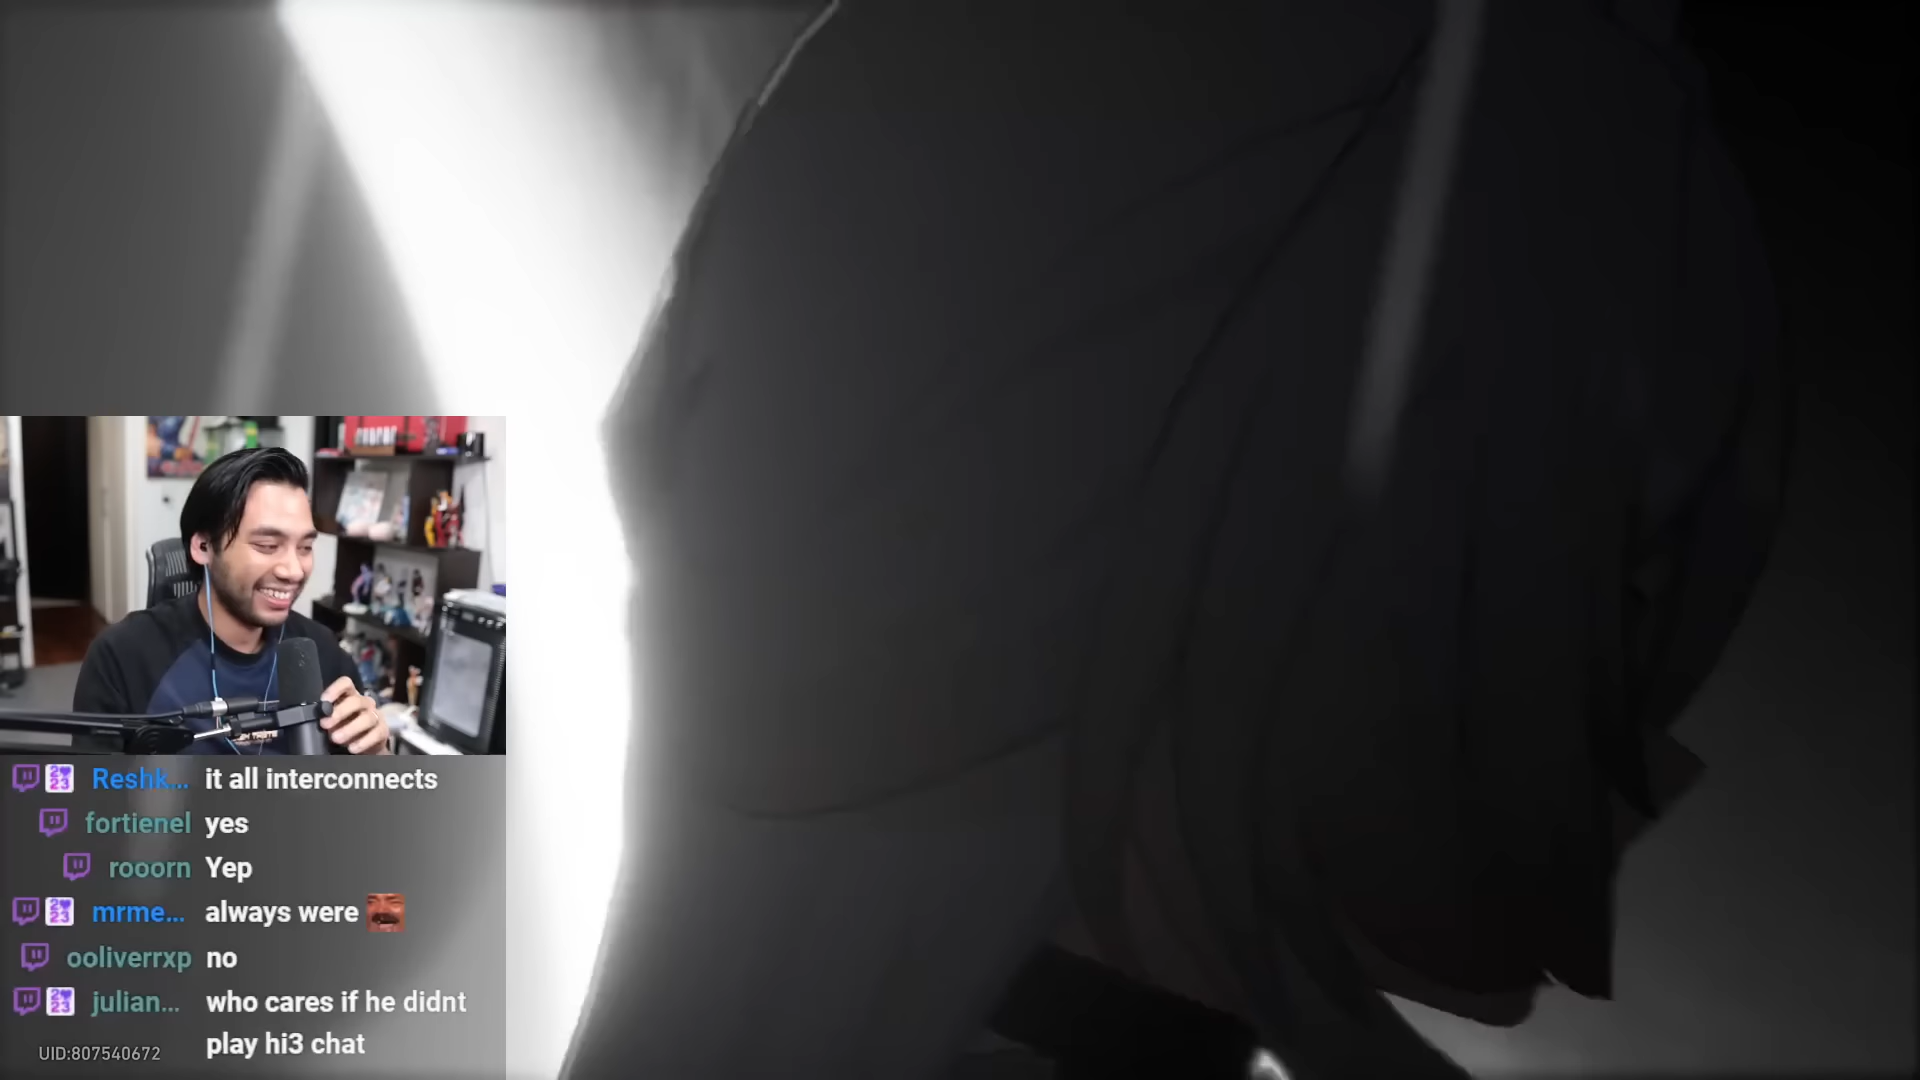 Reshk... it all interconnects
fortienel yes
rooorn Yep
mrme... always were
ooliverrxp no
julian... who cares if he didnt
play hi3 chat
UID:807540672